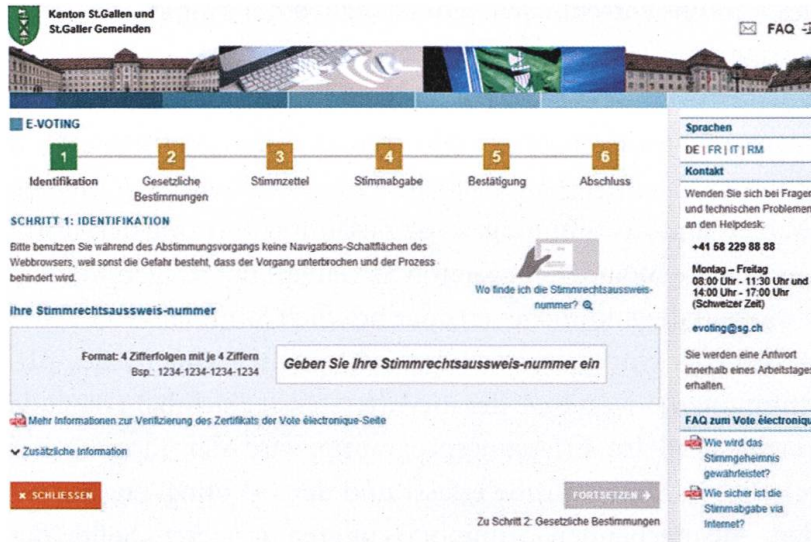 Kanton St.Gallen und
St.Galler Gemeinden
FAQ
E-VOTING
1
2
3
4
5
6
Identifikation
Gesetzliche
Bestimmungen
Stimmzettel
Stimmabgabe
Bestätigung
Abschluss
SCHRITT 1: IDENTIFIKATION
Bitte benutzen Sie während des Abstimmungsvorgangs keine Navigations-Schaltflächen des
Webbrowsers, weil sonst die Gefahr besteht, dass der Vorgang unterbrochen und der Prozess
behindert wird.
Wo finde ich die Stimmrechtsausweis-
nummer?
Ihre Stimmrechtsaussweis-nummer
Format: 4 Zifferfolgen mit je 4 Ziffern
Bsp.: 1234-1234-1234-1234
Geben Sie Ihre Stimmrechtsaussweis-nummer ein
Mehr Informationen zur Verifizierung des Zertifikats der Vote électronique-Seite
Zusätzliche Information
× SCHLIESSEN
FORTSETZEN →
Zu Schritt 2: Gesetzliche Bestimmungen
Sprachen
DE | FR | IT | RM
Kontakt
Wenden Sie sich bei Fragen
und technischen Problemen
an den Helpdesk:
+41 58 229 88 88
Montag – Freitag
08:00 Uhr - 11:30 Uhr und
14:00 Uhr - 17:00 Uhr
(Schweizer Zeit)
evoting@sg.ch
Sie werden eine Antwort
innerhalb eines Arbeitstages
erhalten.
FAQ zum Vote électroniqu
Wie wird das
Stimmgeheimnis
gewährleistet?
Wie sicher ist die
Stimmabgabe via
Internet?